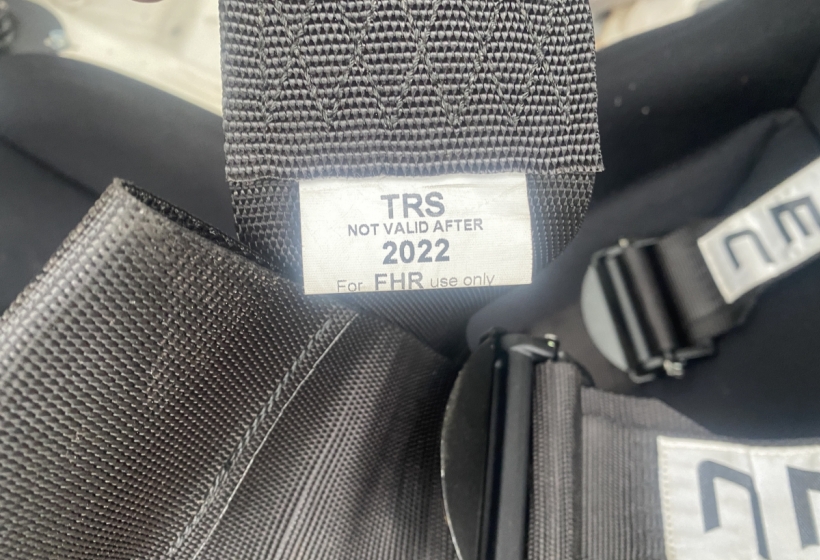 TRS
NOT VALID AFTER
2022
For FHR use only